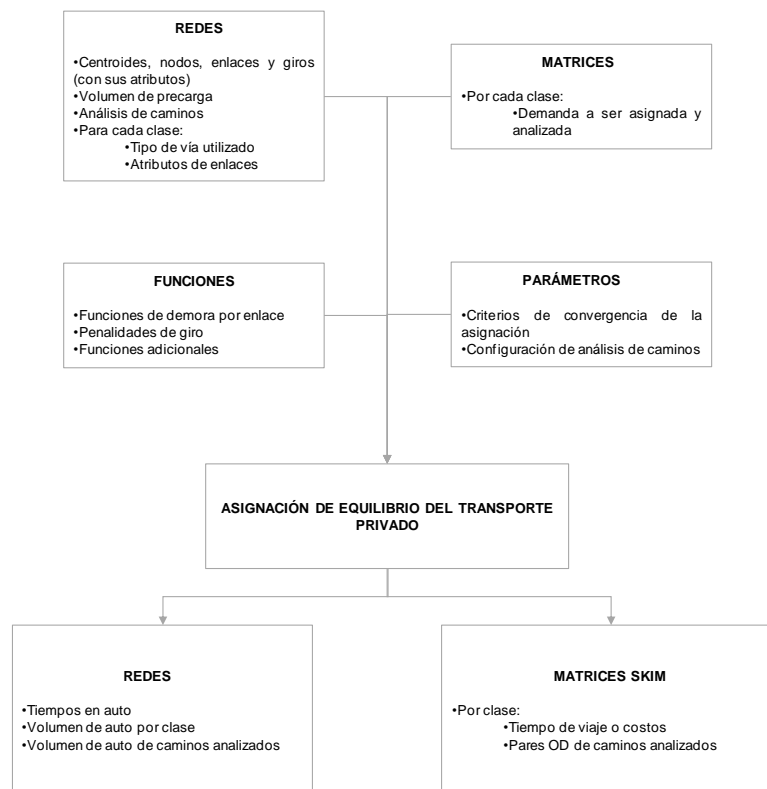 REDES
•Centroides, nodos, enlaces y giros
(con sus atributos)
•Volumen de precarga
•Análisis de caminos
•Para cada clase:
•Tipo de vía utilizado
•Atributos de enlaces
MATRICES
•Por cada clase:
•Demanda a ser asignada y
analizada
FUNCIONES
•Funciones de demora por enlace
•Penalidades de giro
•Funciones adicionales
PARÁMETROS
•Criterios de convergencia de la
asignación
•Configuración de análisis de caminos
ASIGNACIÓN DE EQUILIBRIO DEL TRANSPORTE
PRIVADO
REDES
•Tiempos en auto
•Volumen de auto por clase
•Volumen de auto de caminos analizados
MATRICES SKIM
•Por clase:
•Tiempo de viaje o costos
•Pares OD de caminos analizados